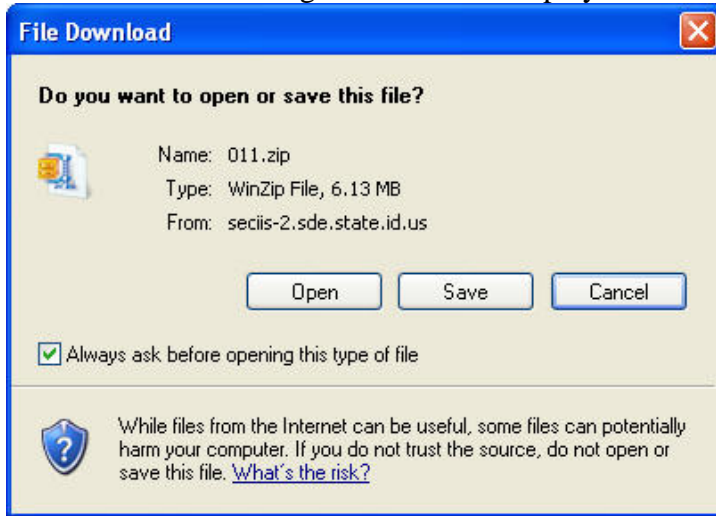 File Download
Do you want to open or save this file?
Name: 011.zip
Type: WinZip File, 6.13 MB
From: seciis-2.sde.state.id.us
Open Save Cancel
Always ask before opening this type of file
While files from the Internet can be useful, some files can potentially
harm your computer. If you do not trust the source, do not open or
save this file. What's the risk?